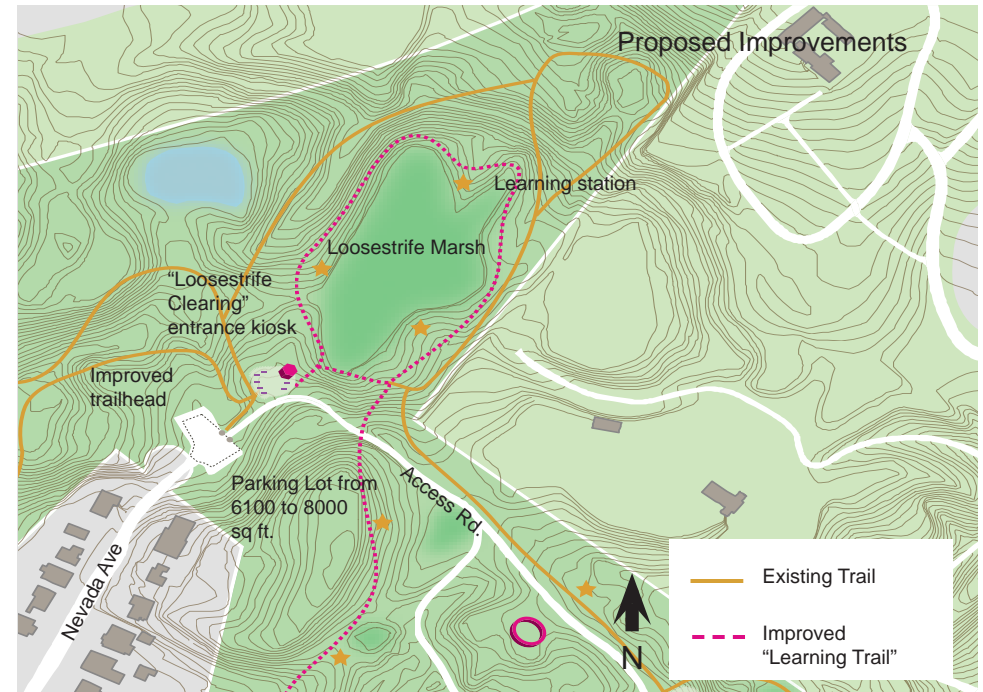 Proposed Improvements
Learning station
Loosestrife Marsh
“Loosestrife
Clearing”
entrance kiosk
Improved
trailhead
Parking Lot from
6100 to 8000
sq ft.
Access Rd.
Nevada Ave
N
Existing Trail
Improved
“Learning Trail”